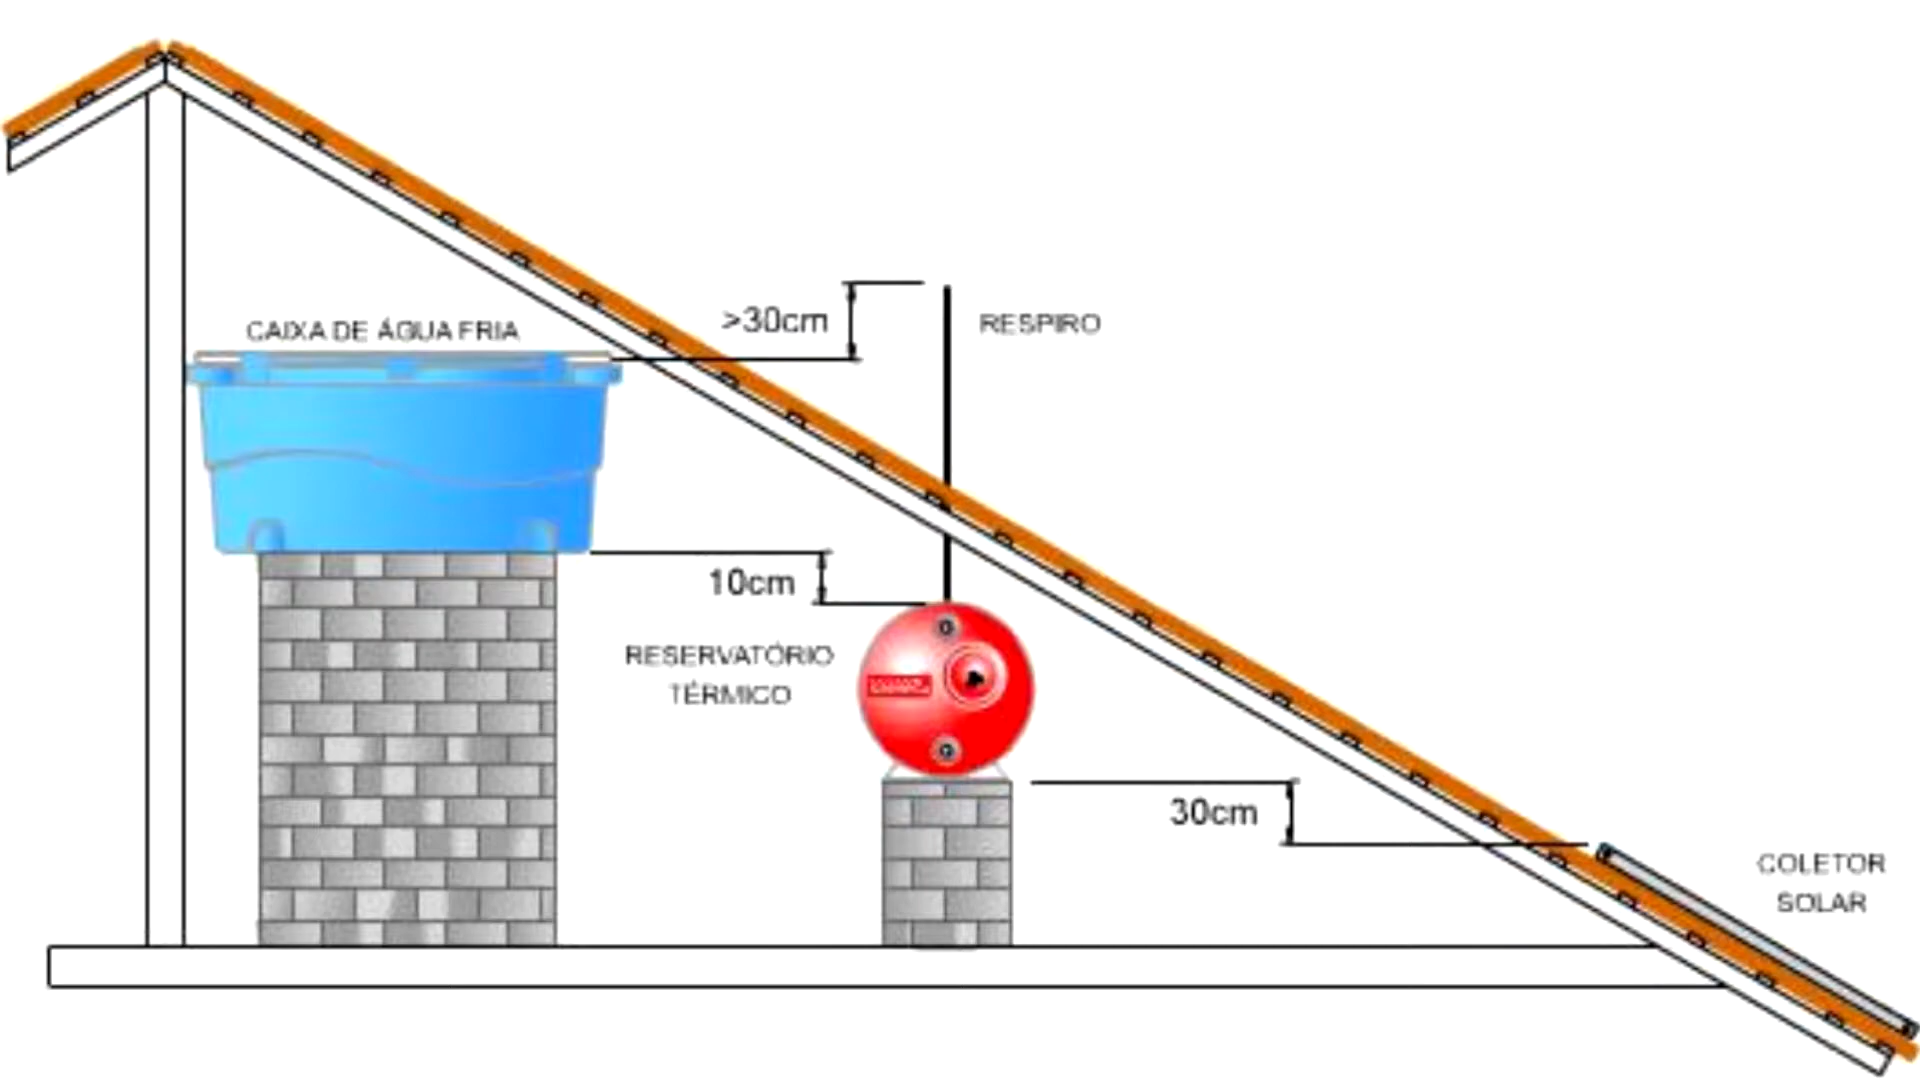 CAIXA DE ÁGUA FRIA
>30cm
RESPIRO
10cm
RESERVATÓRIO
TÉRMICO
30cm
COLETOR
SOLAR